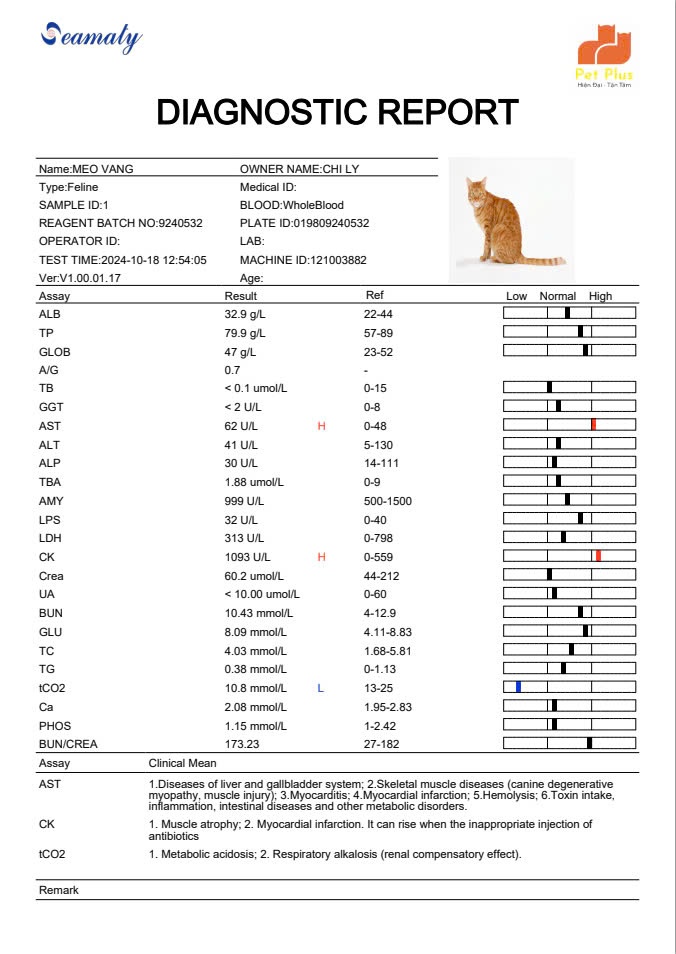 Seamaty
Pet Plus
Hiện Đại - Tận Tâm
DIAGNOSTIC REPORT
Name:MEO VANG OWNER NAME:CHI LY
Type:Feline Medical ID:
SAMPLE ID:1 BLOOD:WholeBlood
REAGENT BATCH NO:9240532 PLATE ID:019809240532
OPERATOR ID: LAB:
TEST TIME:2024-10-18 12:54:05 MACHINE ID:121003882
Ver:V1.00.01.17 Age:
Assay Result Ref Low Normal High
ALB 32.9 g/L 22-44
TP 79.9 g/L 57-89
GLOB 47 g/L 23-52
A/G 0.7 -
TB < 0.1 umol/L 0-15
GGT < 2 U/L 0-8
AST 62 U/L H 0-48
ALT 41 U/L 5-130
ALP 30 U/L 14-111
TBA 1.88 umol/L 0-9
AMY 999 U/L 500-1500
LPS 32 U/L 0-40
LDH 313 U/L 0-798
CK 1093 U/L H 0-559
Crea 60.2 umol/L 44-212
UA < 10.00 umol/L 0-60
BUN 10.43 mmol/L 4-12.9
GLU 8.09 mmol/L 4.11-8.83
TC 4.03 mmol/L 1.68-5.81
TG 0.38 mmol/L 0-1.13
tCO2 10.8 mmol/L L 13-25
Ca 2.08 mmol/L 1.95-2.83
PHOS 1.15 mmol/L 1-2.42
BUN/CREA 173.23 27-182
Assay Clinical Mean
AST 1.Diseases of liver and gallbladder system; 2.Skeletal muscle diseases (canine degenerative
myopathy, muscle injury); 3.Myocarditis; 4.Myocardial infarction; 5.Hemolysis; 6.Toxin intake,
inflammation, intestinal diseases and other metabolic disorders.
CK 1. Muscle atrophy; 2. Myocardial infarction. It can rise when the inappropriate injection of
antibiotics
tCO2 1. Metabolic acidosis; 2. Respiratory alkalosis (renal compensatory effect).
Remark